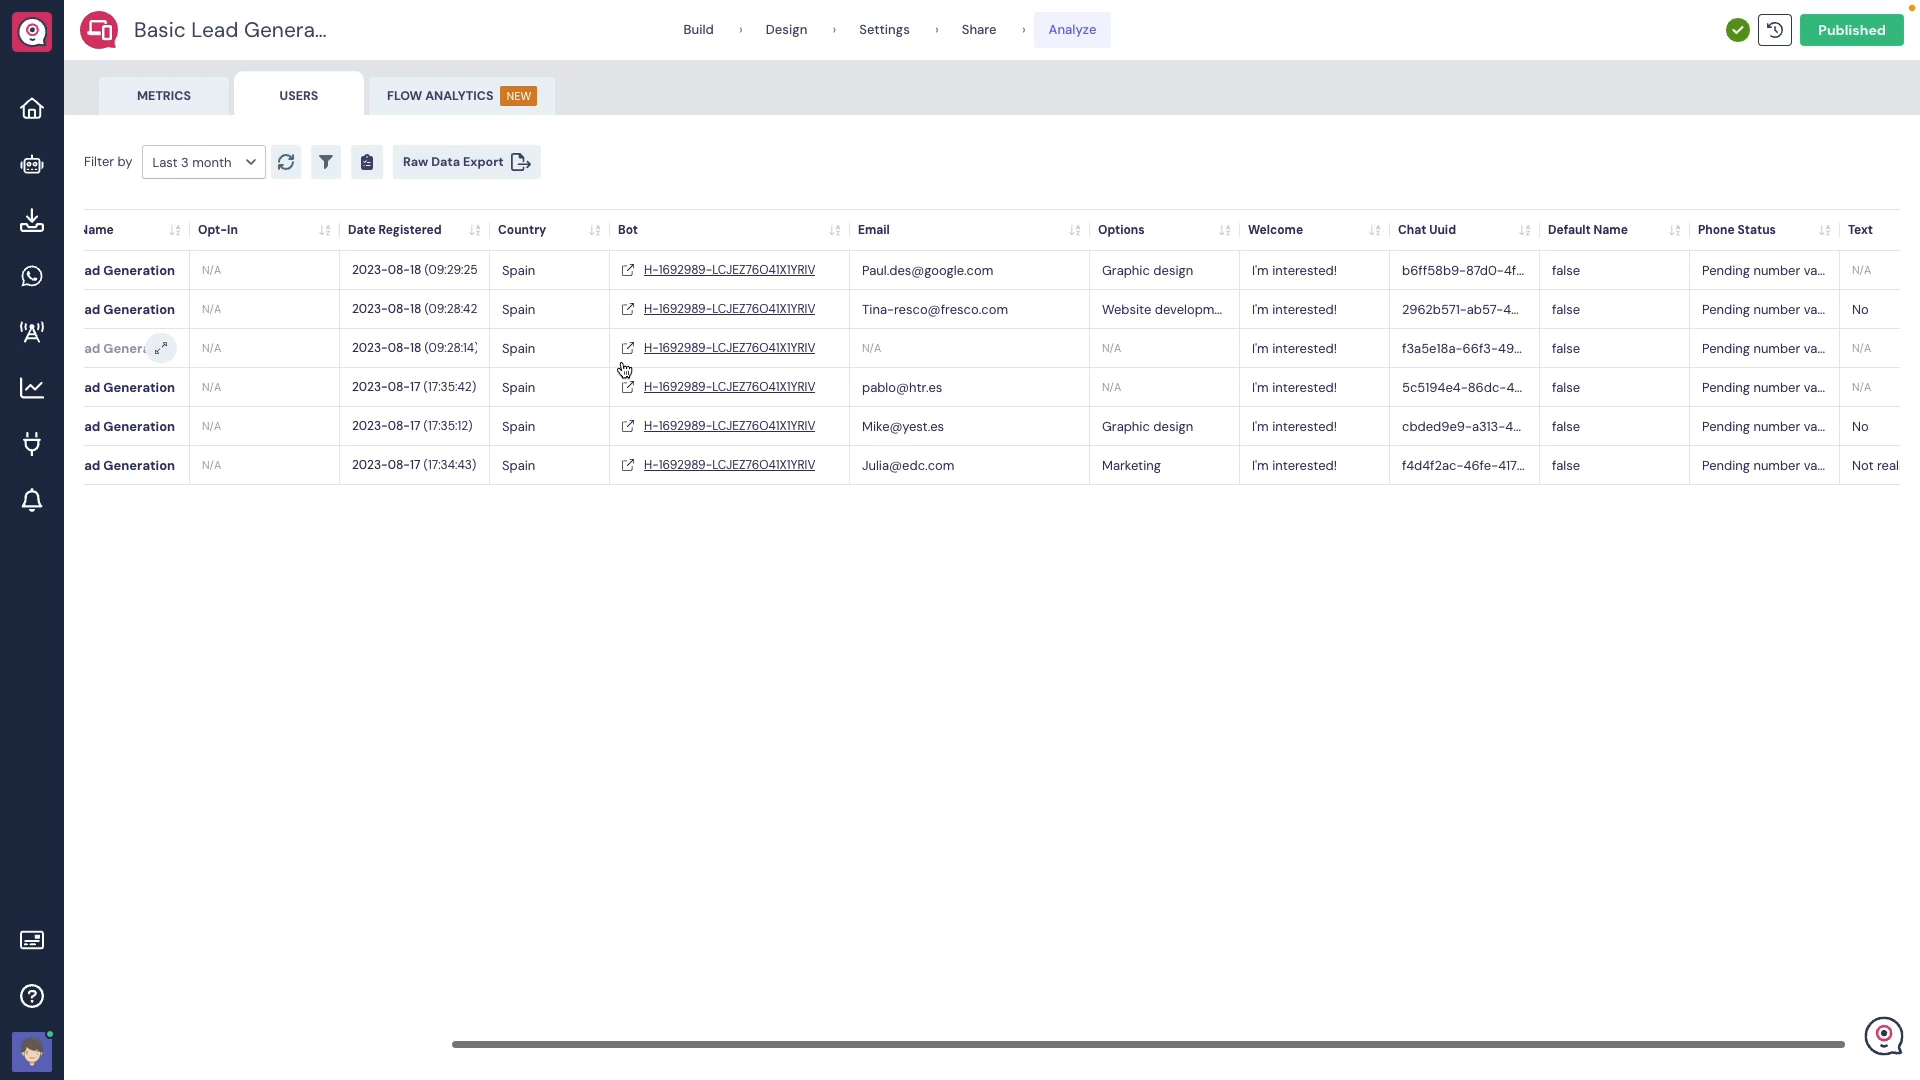 Basic Lead Genera...
Build › Design › Settings › Share › Analyze
Published
METRICS USERS FLOW ANALYTICS NEW
Filter by Last 3 month Raw Data Export
Name Opt-In Date Registered Country Bot Email Options Welcome Chat Uuid Default Name Phone Status Text
ad Generation N/A 2023-08-18 (09:29:25 Spain H-1692989-LCJEZ76O41X1YRIV Paul.des@google.com Graphic design I'm interested! b6ff58b9-87d0-4f... false Pending number va... N/A
ad Generation N/A 2023-08-18 (09:28:42 Spain H-1692989-LCJEZ76O41X1YRIV Tina-resco@fresco.com Website developm... I'm interested! 2962b571-ab57-4... false Pending number va... No
ad Genera N/A 2023-08-18 (09:28:14) Spain H-1692989-LCJEZ76O41X1YRIV N/A N/A I'm interested! f3a5e18a-66f3-49... false Pending number va... N/A
ad Generation N/A 2023-08-17 (17:35:42) Spain H-1692989-LCJEZ76O41X1YRIV pablo@htr.es N/A I'm interested! 5c5194e4-86dc-4... false Pending number va... N/A
ad Generation N/A 2023-08-17 (17:35:12) Spain H-1692989-LCJEZ76O41X1YRIV Mike@yest.es Graphic design I'm interested! cbded9e9-a313-4... false Pending number va... No
ad Generation N/A 2023-08-17 (17:34:43) Spain H-1692989-LCJEZ76O41X1YRIV Julia@edc.com Marketing I'm interested! f4d4f2ac-46fe-417... false Pending number va... Not real